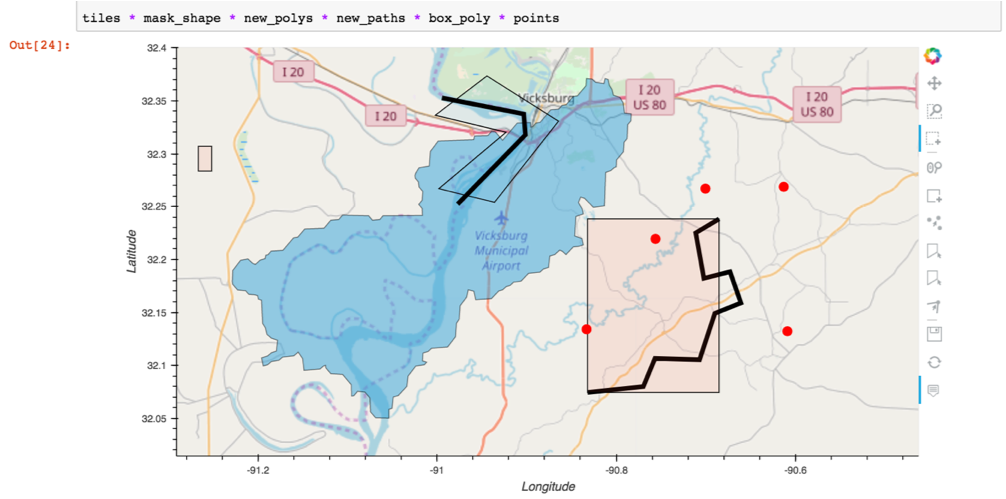 tiles * mask_shape * new_polys * new_paths * box_poly * points
Out[24]:
32.4
32.35
32.3
32.25
32.2
32.15
32.1
32.05
Latitude
I 20
I 20
Vicksburg
I 20
US 80
I 20
US 80
Vicksburg
Municipal
Airport
-91.2
-91
-90.8
-90.6
Longitude